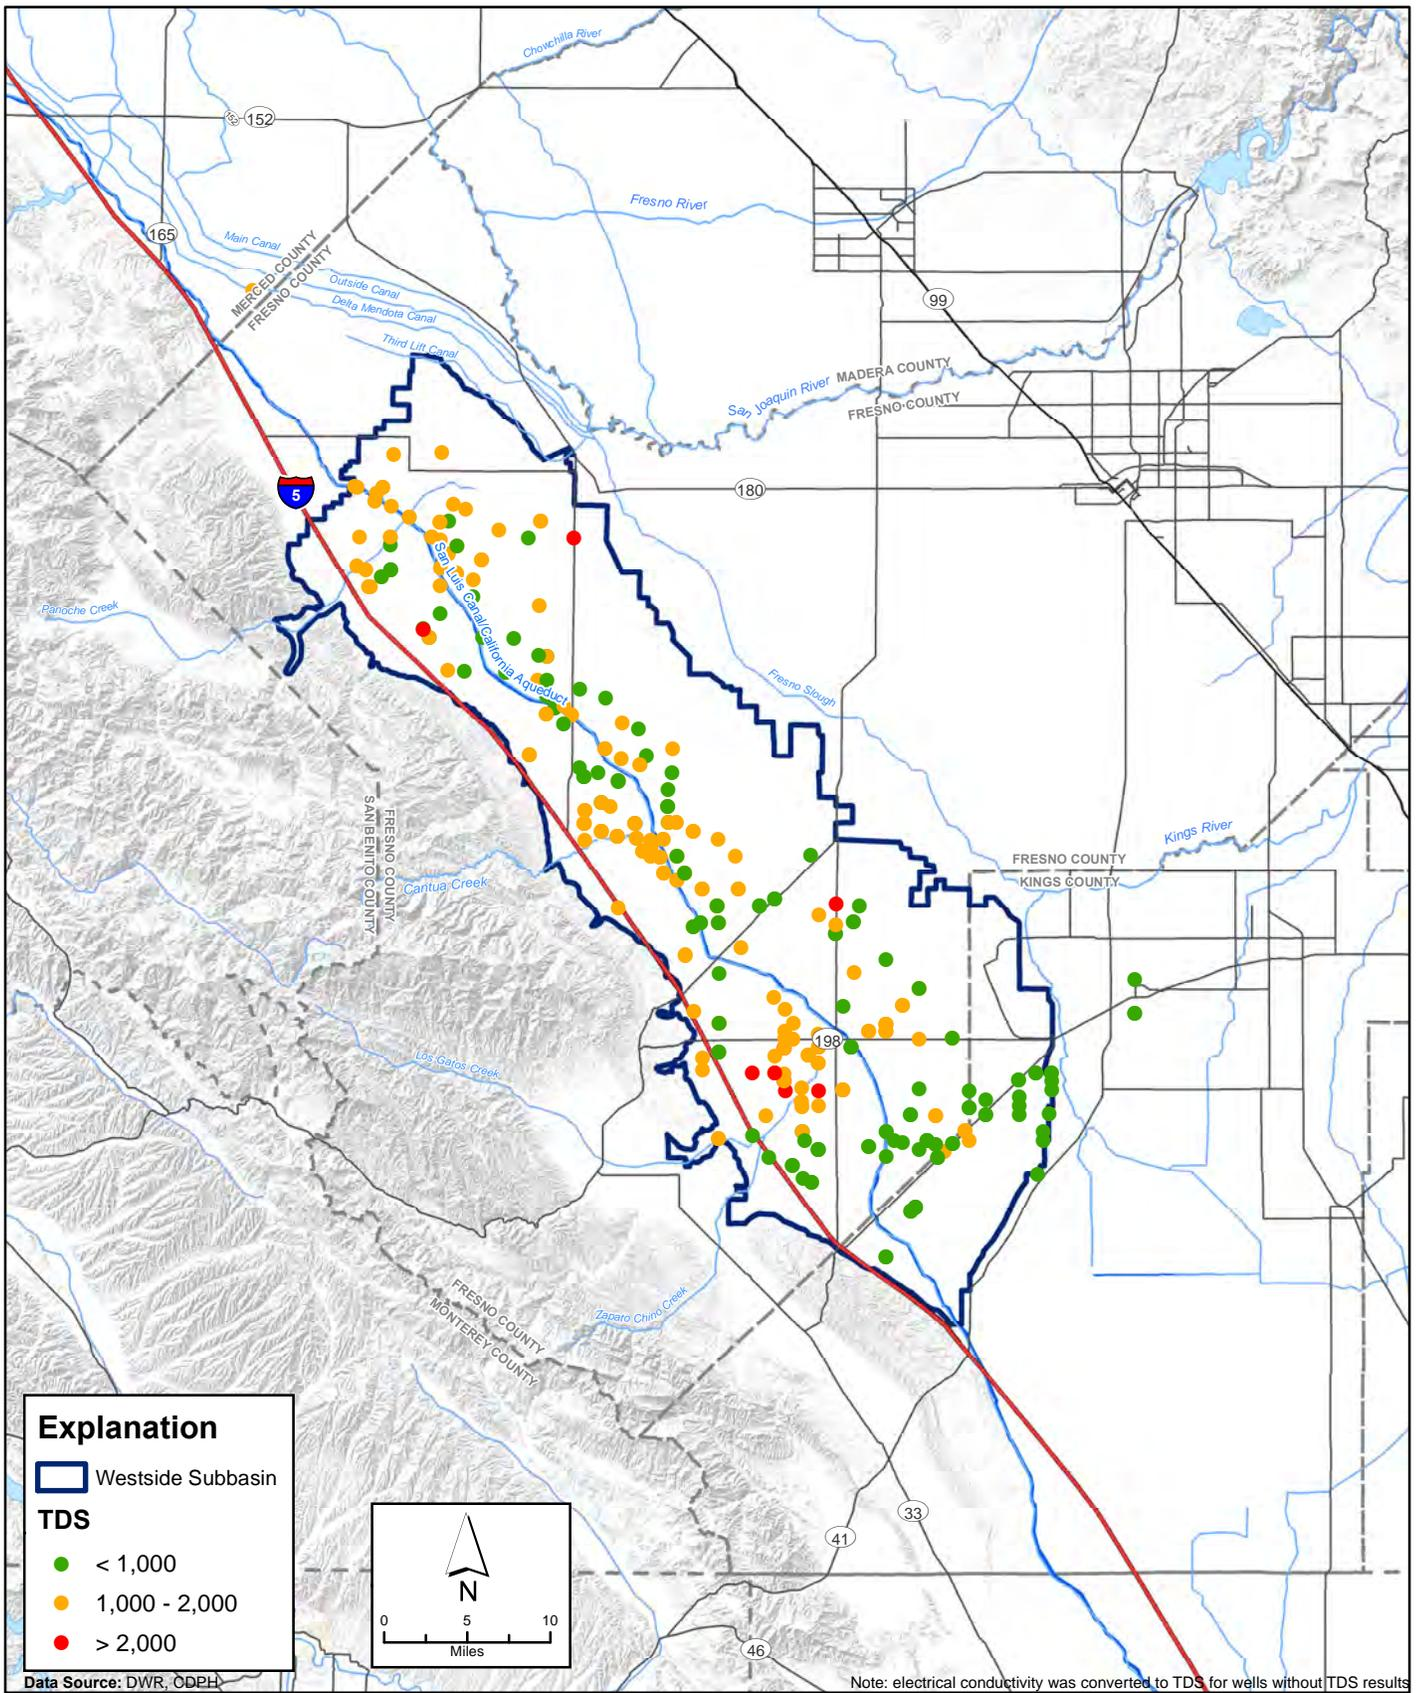 Chowchilla River
152
152
Fresno River
165
Main Canal
MERCED COUNTY
FRESNO COUNTY
Outside Canal
Delta Mendota Canal
99
Third Lift Canal
San Joaquin River
MADERA COUNTY
FRESNO COUNTY
5
180
San Luis Canal/California Aqueduct
Panoche Creek
Fresno Slough
FRESNO COUNTY
SAN BENITO COUNTY
Kings River
FRESNO COUNTY
KINGS COUNTY
Cantua Creek
198
Los Gatos Creek
FRESNO COUNTY
MONTEREY COUNTY
Zapato Chino Creek
33
41
46
Explanation
Westside Subbasin
TDS
< 1,000
1,000 - 2,000
> 2,000
N
0 5 10
Miles
Data Source: DWR, CDPH
Note: electrical conductivity was converted to TDS for wells without TDS results